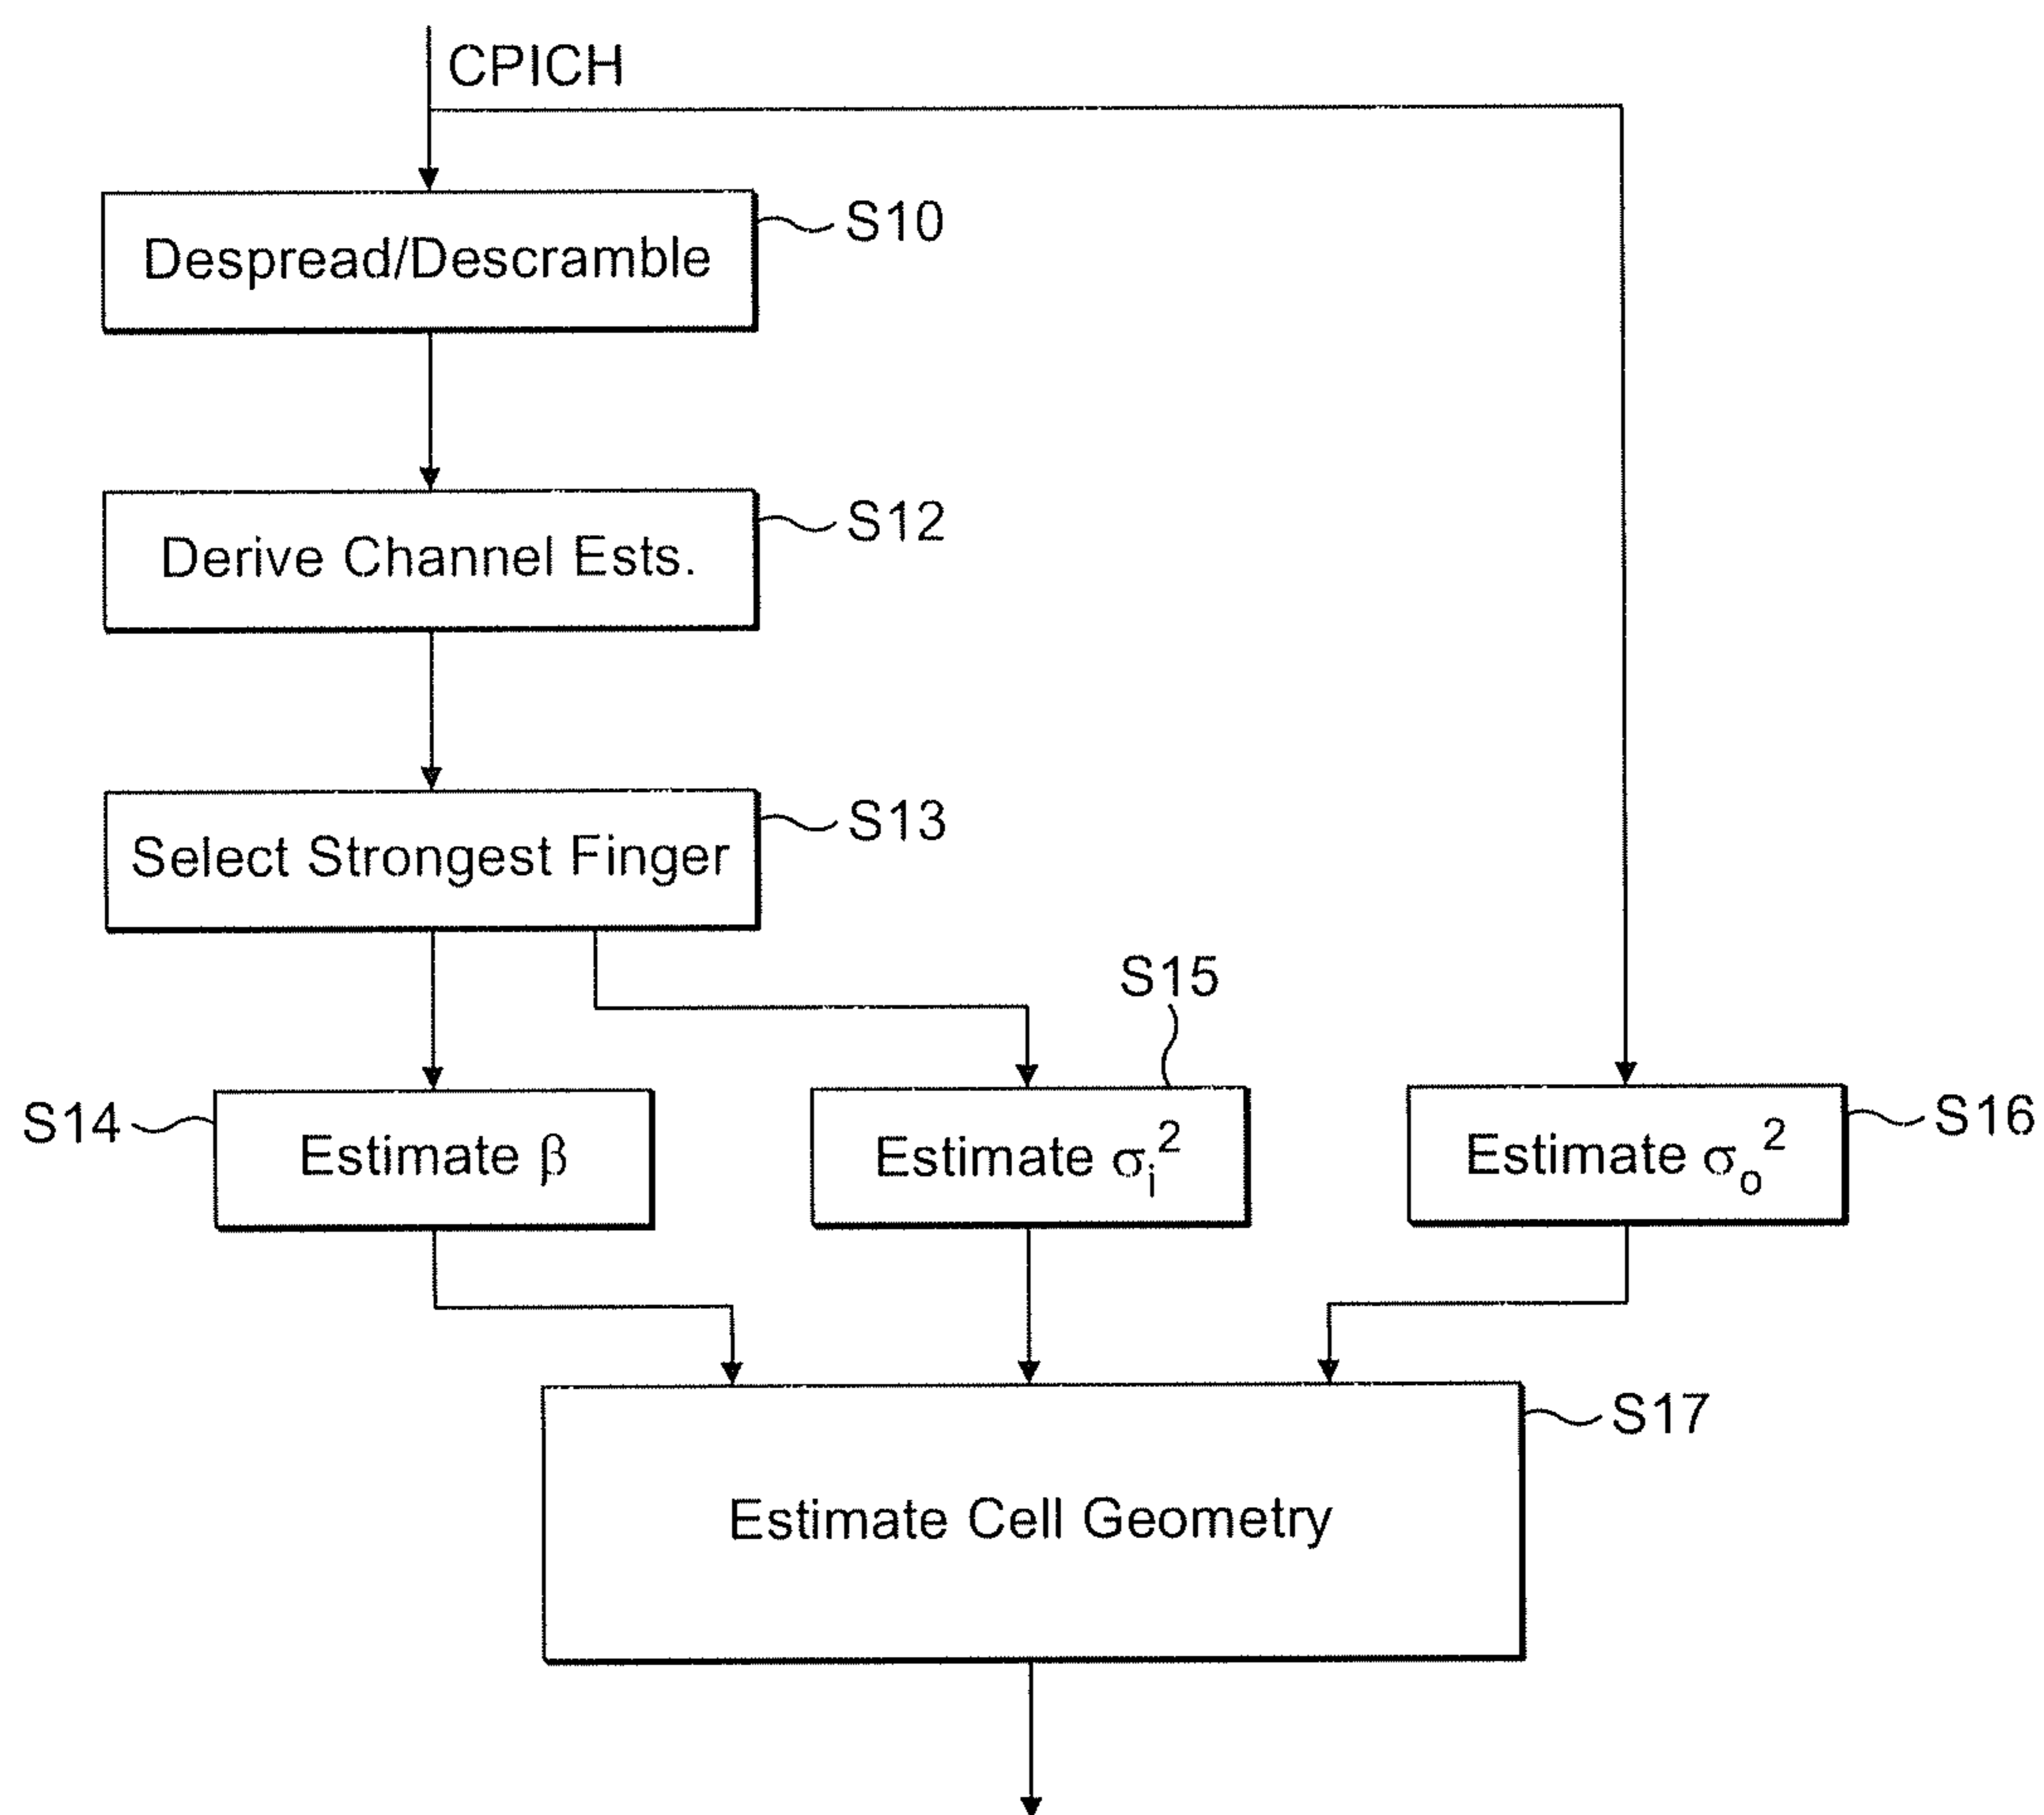 CPICH
Despread/Descramble
S10
Derive Channel Ests.
S12
Select Strongest Finger
S13
S14
Estimate β
S15
Estimate σi²
Estimate σo²
S16
Estimate Cell Geometry
S17